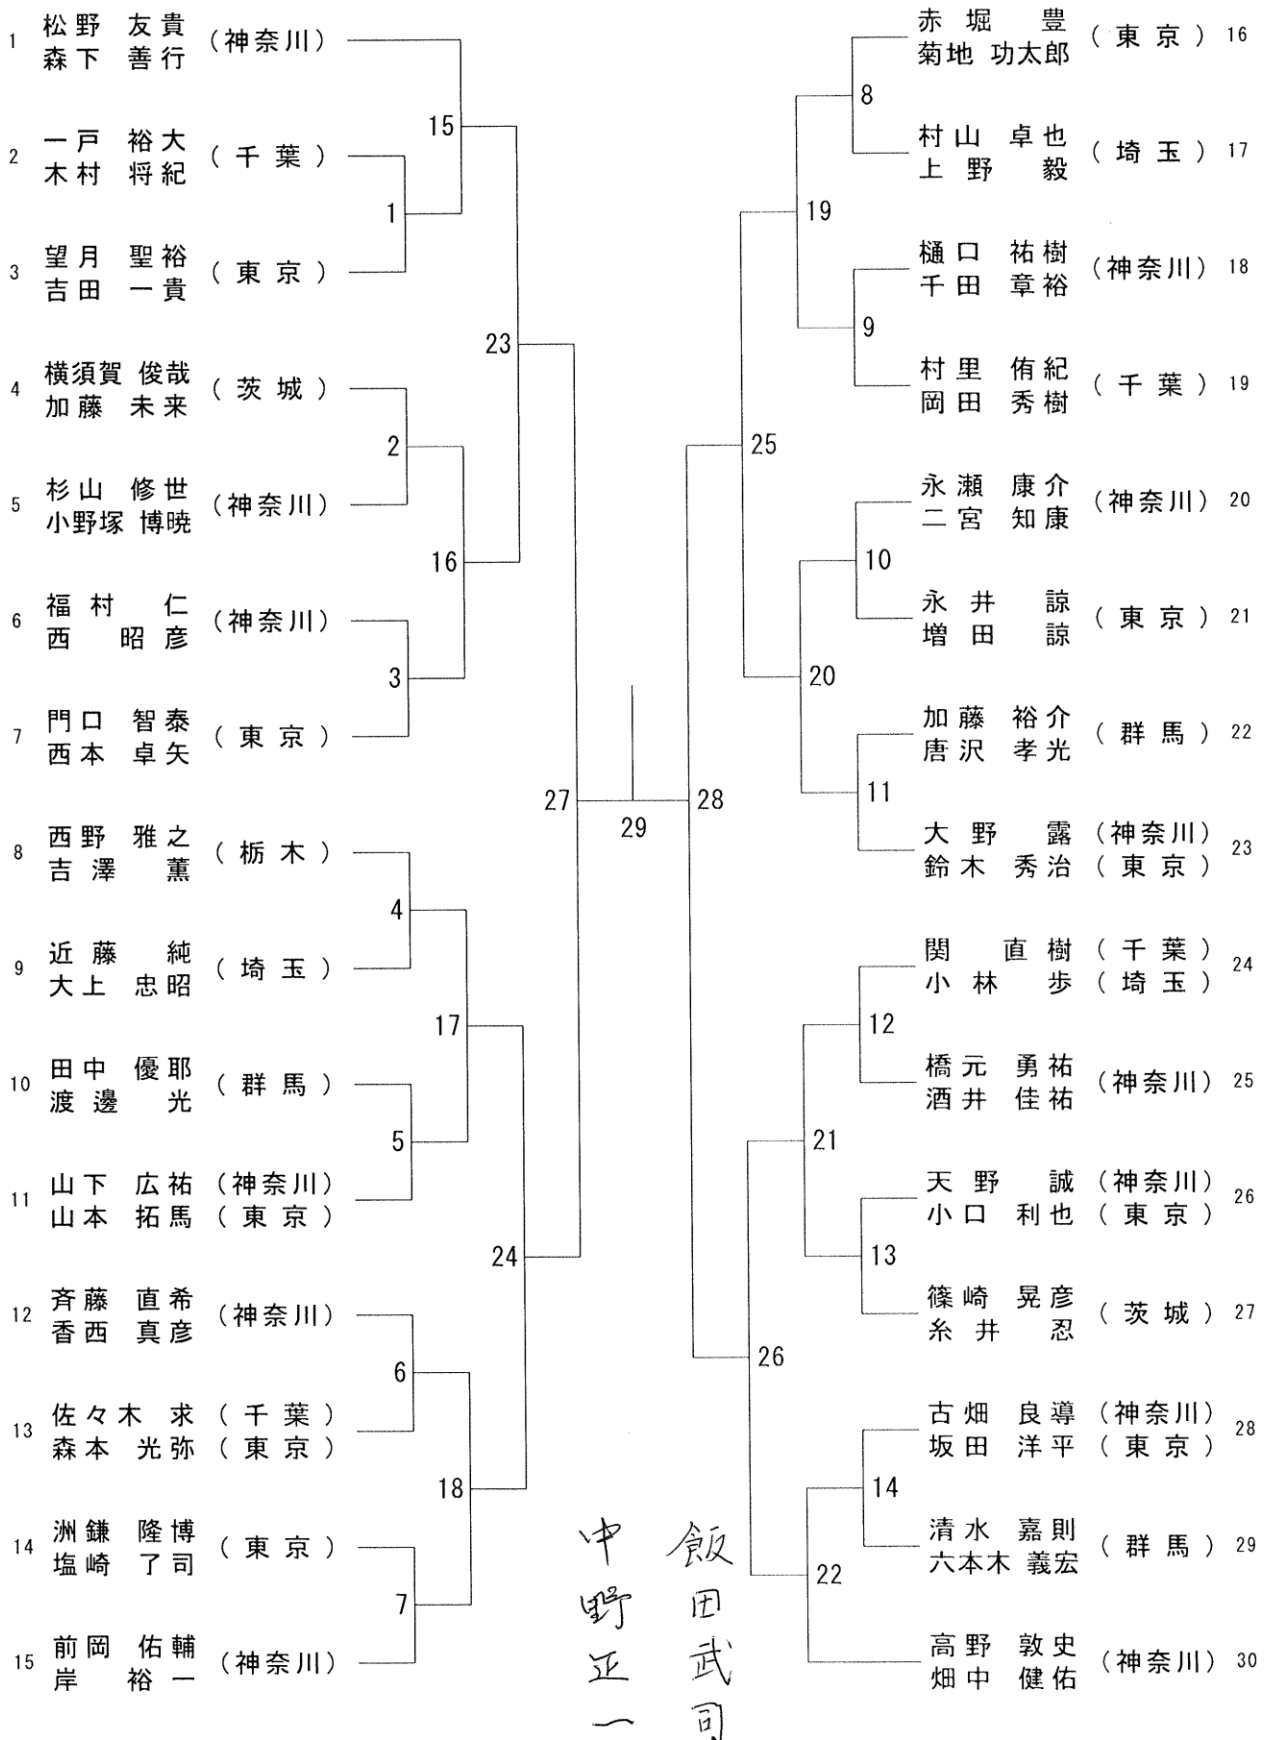 1 松野 友貴 (神奈川)
森下 善行
15
2 一戸 裕大 (千葉)
木村 将紀
1
3 望月 聖裕 (東京)
吉田 一貴
23
4 横須賀 俊哉 (茨城)
加藤 未来
2
5 杉山 修世 (神奈川)
小野塚 博暁
16
6 福村 仁 (神奈川)
西 昭彦
3
7 門口 智泰 (東京)
西本 卓矢
27
8 西野 雅之 (栃木)
吉澤 薫
4
9 近藤 純 (埼玉)
大上 忠昭
17
10 田中 優耶 (群馬)
渡邊 光
5
11 山下 広祐 (神奈川)
山本 拓馬 (東京)
24
12 斉藤 直希 (神奈川)
香西 真彦
6
13 佐々木 求 (千葉)
森本 光弥 (東京)
18
14 洲鎌 隆博 (東京)
塩崎 了司
7
15 前岡 佑輔 (神奈川)
岸 裕一
29
赤堀 豊 (東京) 16
菊地 功太郎
8
村山 卓也 (埼玉) 17
上野 毅
19
樋口 祐樹 (神奈川) 18
千田 章裕
9
村里 侑紀 (千葉) 19
岡田 秀樹
25
永瀬 康介 (神奈川) 20
二宮 知康
10
永井 諒 (東京) 21
増田 諒
20
加藤 裕介 (群馬) 22
唐沢 孝光
11
28
大野 露 (神奈川) 23
鈴木 秀治 (東京)
関 直樹 (千葉) 24
小林 歩 (埼玉)
12
橋元 勇祐 (神奈川) 25
酒井 佳祐
21
天野 誠 (神奈川) 26
小口 利也 (東京)
13
篠崎 晃彦 (茨城) 27
糸井 忍
26
古畑 良導 (神奈川) 28
坂田 洋平 (東京)
14
清水 嘉則 (群馬) 29
六本木 義宏
22
高野 敦史 (神奈川) 30
畑中 健佑
飯田武司
中野正一